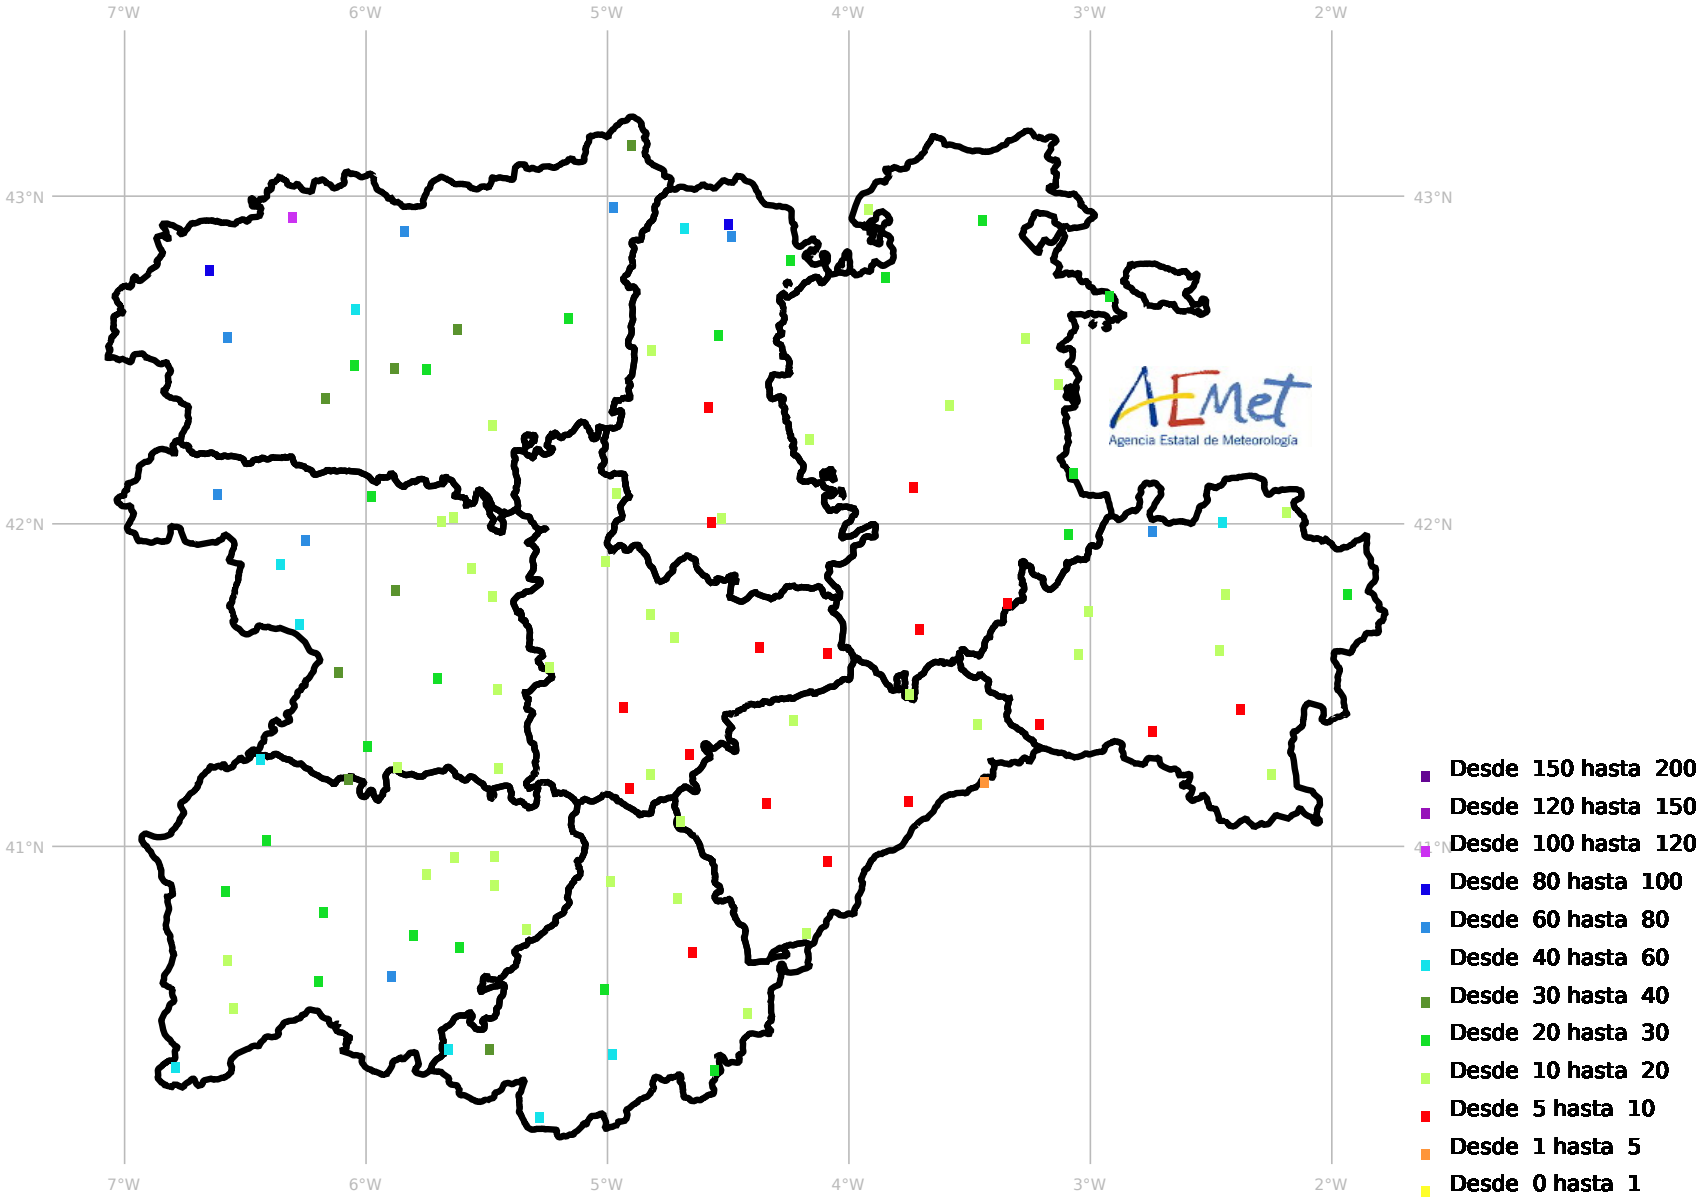 7°W 6°W 5°W 4°W 3°W 2°W
43°N 43°N
AEMet
Agencia Estatal de Meteorología
42°N 42°N
Desde 150 hasta 200
Desde 120 hasta 150
41°N 41°N
Desde 100 hasta 120
Desde 80 hasta 100
Desde 60 hasta 80
Desde 40 hasta 60
Desde 30 hasta 40
Desde 20 hasta 30
Desde 10 hasta 20
Desde 5 hasta 10
Desde 1 hasta 5
Desde 0 hasta 1
7°W 6°W 5°W 4°W 3°W 2°W